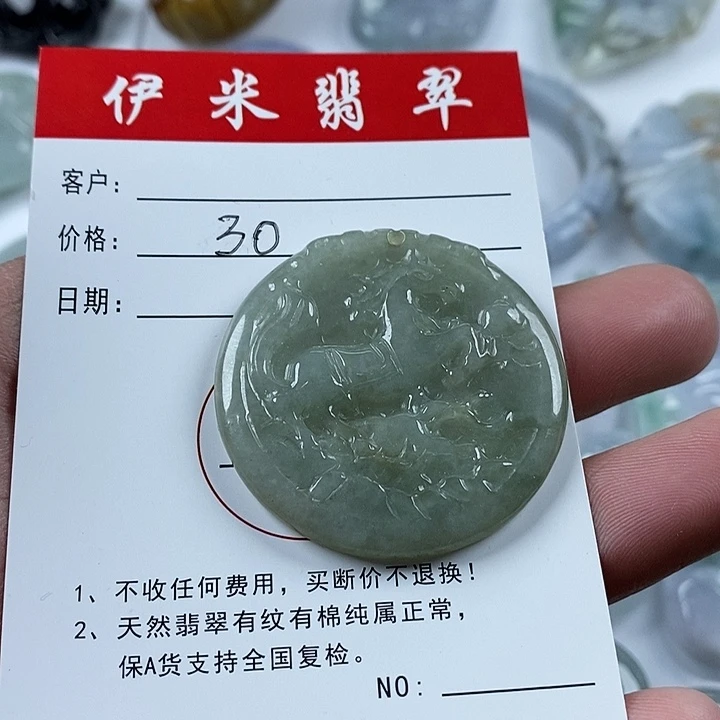 伊米翡翠
客户：
价格：30
日期：
1、不收任何费用，买断价不退换！
2、天然翡翠有纹有棉纯属正常，
保A货支持全国复检。
NO：